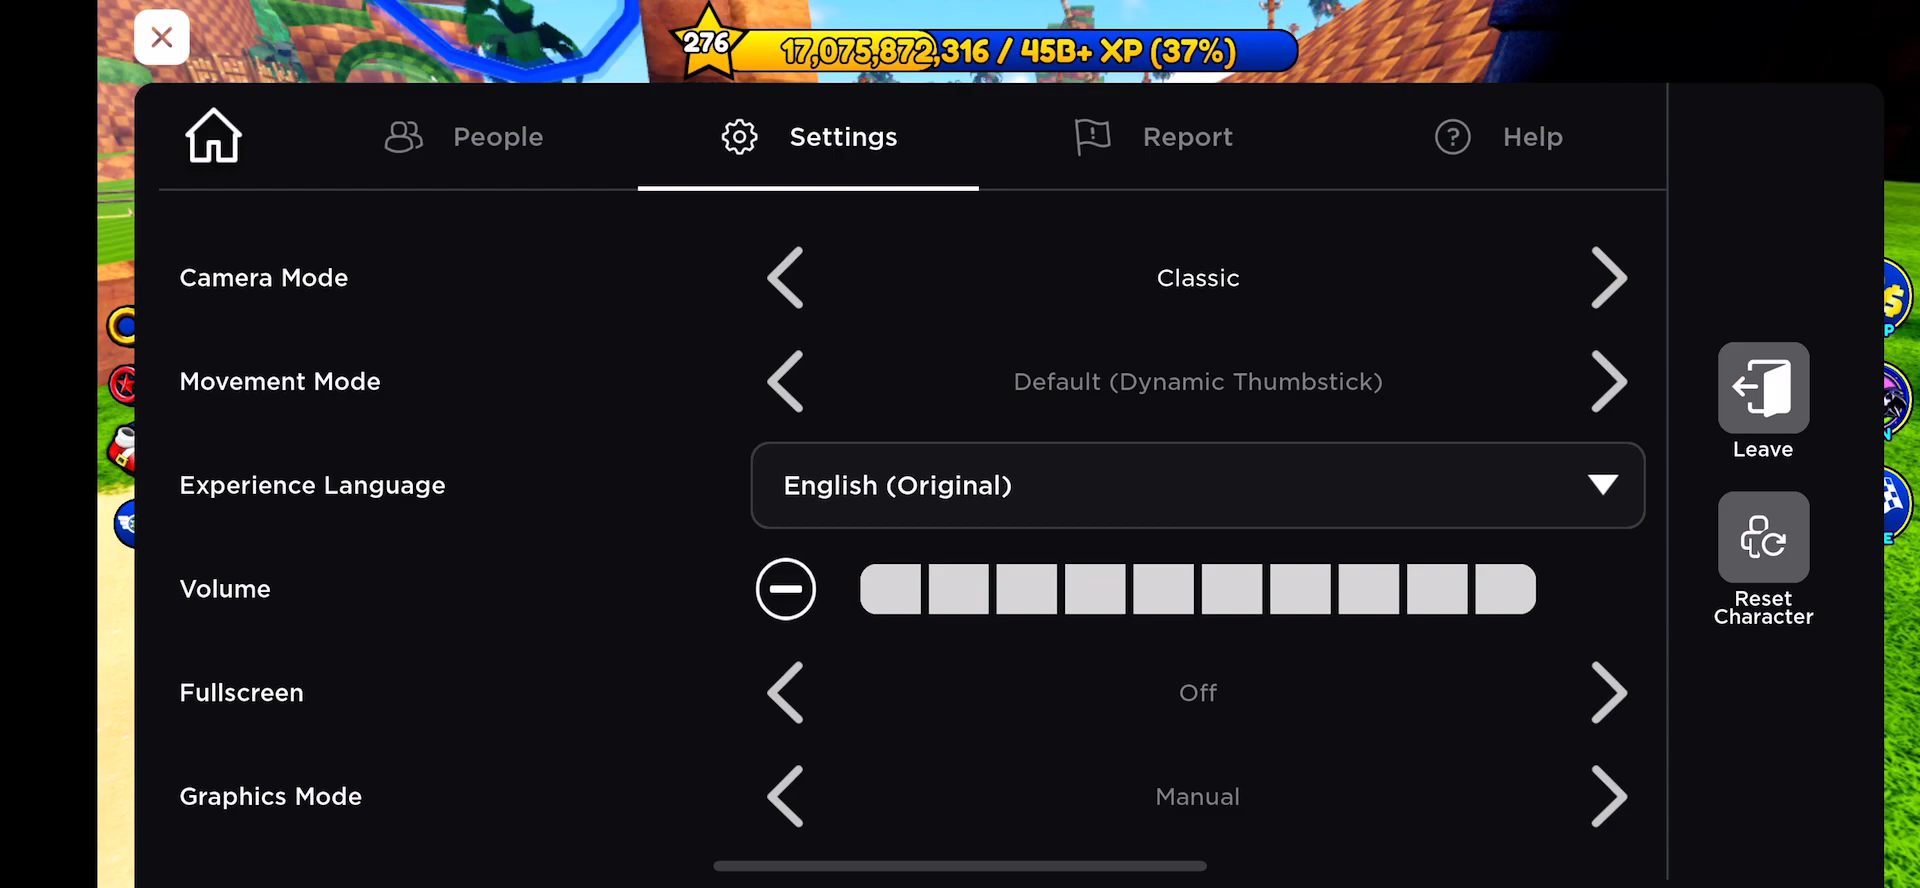 276
17,075,872,316 / 45B+ XP (37%)
People
Settings
Report
Help
Camera Mode
Classic
Movement Mode
Default (Dynamic Thumbstick)
Experience Language
English (Original)
Volume
Fullscreen
Off
Graphics Mode
Manual
Leave
Reset
Character